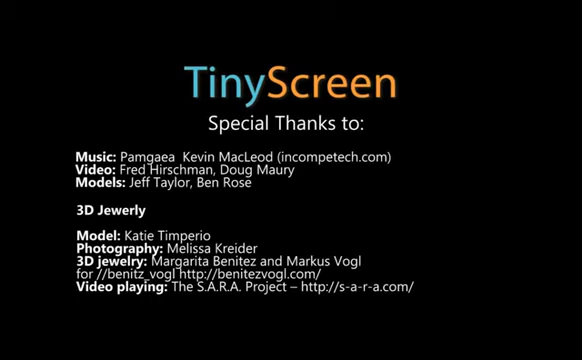 TinyScreen
Special Thanks to:
Music: Pamgaea Kevin MacLeod (incompetech.com)
Video: Fred Hirschman, Doug Maury
Models: Jeff Taylor, Ben Rose
3D Jewerly
Model: Katie Timperio
Photography: Melissa Kreider
3D jewelry: Margarita Benitez and Markus Vogl
for //benitz_vogl http://benitezvogl.com/
Video playing: The S.A.R.A. Project – http://s-a-r-a.com/